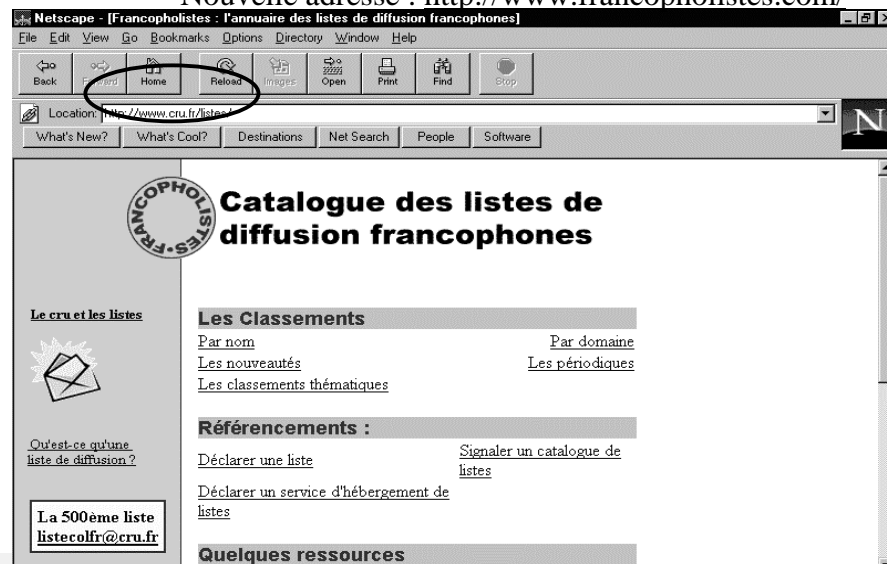 Nouvelle adresse : http://www.francopholistes.com/
Netscape - [Francopholistes : l'annuaire des listes de diffusion francophones]
File Edit View Go Bookmarks Options Directory Window Help
Back Forward Home Reload Images Open Print Find Stop
Location: http://www.cru.fr/listes/
N
What's New? What's Cool? Destinations Net Search People Software
FRANCOPHOLISTES
Catalogue des listes de
diffusion francophones
Le cru et les listes
Qu'est-ce qu'une
liste de diffusion ?
La 500ème liste
listecolfr@cru.fr
Les Classements
Par nom Par domaine
Les nouveautés Les périodiques
Les classements thématiques
Référencements :
Déclarer une liste
Signaler un catalogue de
listes
Déclarer un service d'hébergement de
listes
Quelques ressources